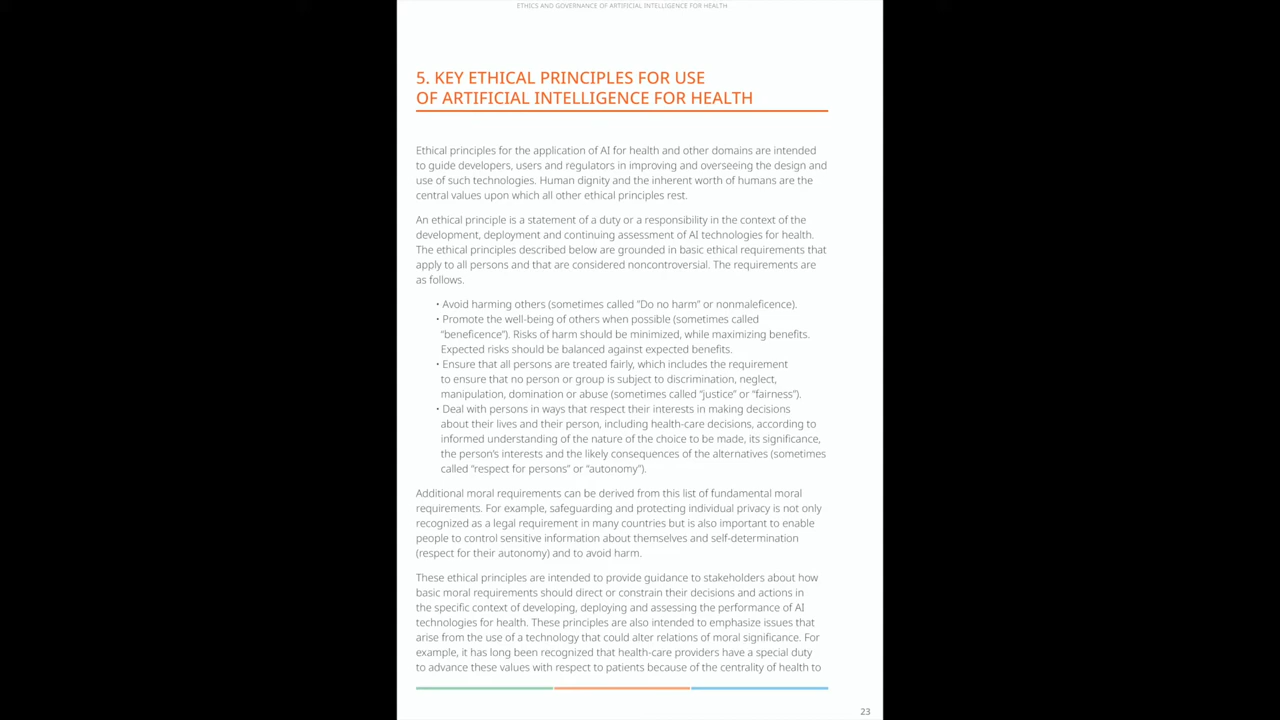 ETHICS AND GOVERNANCE OF ARTIFICIAL INTELLIGENCE FOR HEALTH
5. KEY ETHICAL PRINCIPLES FOR USE
OF ARTIFICIAL INTELLIGENCE FOR HEALTH
Ethical principles for the application of AI for health and other domains are intended
to guide developers, users and regulators in improving and overseeing the design and
use of such technologies. Human dignity and the inherent worth of humans are the
central values upon which all other ethical principles rest.
An ethical principle is a statement of a duty or a responsibility in the context of the
development, deployment and continuing assessment of AI technologies for health.
The ethical principles described below are grounded in basic ethical requirements that
apply to all persons and that are considered noncontroversial. The requirements are
as follows.
• Avoid harming others (sometimes called "Do no harm" or nonmaleficence).
• Promote the well-being of others when possible (sometimes called
"beneficence"). Risks of harm should be minimized, while maximizing benefits.
Expected risks should be balanced against expected benefits.
• Ensure that all persons are treated fairly, which includes the requirement
to ensure that no person or group is subject to discrimination, neglect,
manipulation, domination or abuse (sometimes called "justice" or "fairness").
• Deal with persons in ways that respect their interests in making decisions
about their lives and their person, including health-care decisions, according to
informed understanding of the nature of the choice to be made, its significance,
the person's interests and the likely consequences of the alternatives (sometimes
called "respect for persons" or "autonomy").
Additional moral requirements can be derived from this list of fundamental moral
requirements. For example, safeguarding and protecting individual privacy is not only
recognized as a legal requirement in many countries but is also important to enable
people to control sensitive information about themselves and self-determination
(respect for their autonomy) and to avoid harm.
These ethical principles are intended to provide guidance to stakeholders about how
basic moral requirements should direct or constrain their decisions and actions in
the specific context of developing, deploying and assessing the performance of AI
technologies for health. These principles are also intended to emphasize issues that
arise from the use of a technology that could alter relations of moral significance. For
example, it has long been recognized that health-care providers have a special duty
to advance these values with respect to patients because of the centrality of health to
23